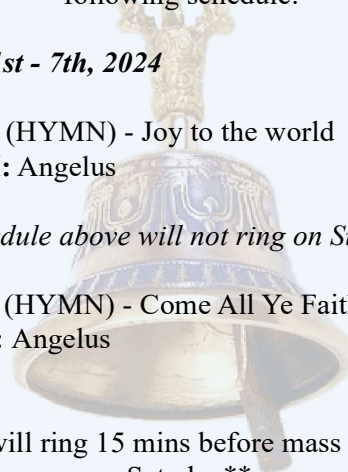 following schedule:
1st - 7th, 2024
(HYMN) - Joy to the world
: Angelus
dule above will not ring on S
(HYMN) - Come All Ye Fait
: Angelus
will ring 15 mins before mass